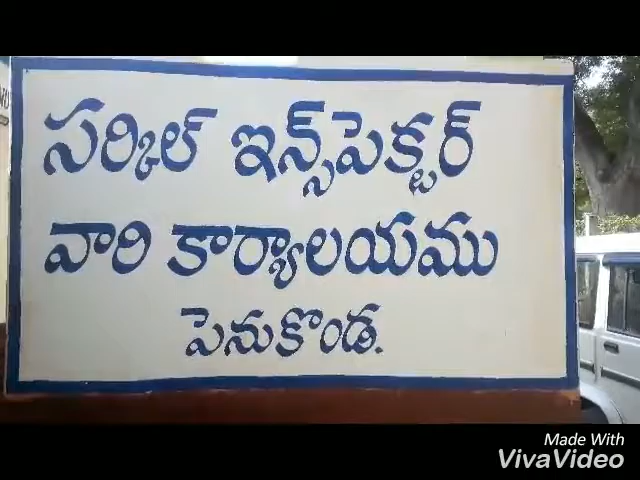 సర్కిల్ ఇన్స్‌పెక్టర్
వారి కార్యాలయము
పెనుకొండ.
Made With
VivaVideo